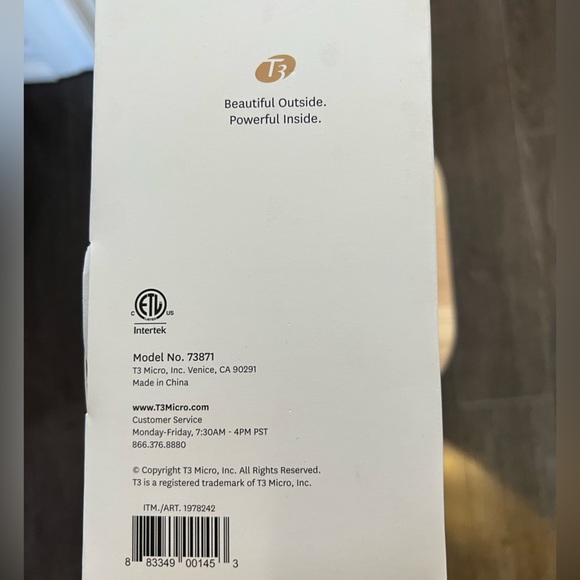 T3
Beautiful Outside.
Powerful Inside.
C ETL US
LISTED
Intertek
Model No. 73871
T3 Micro, Inc. Venice, CA 90291
Made in China
www.T3Micro.com
Customer Service
Monday-Friday, 7:30AM - 4PM PST
866.376.8880
© Copyright T3 Micro, Inc. All Rights Reserved.
T3 is a registered trademark of T3 Micro, Inc.
ITM./ART. 1978242
8 83349 00145 3